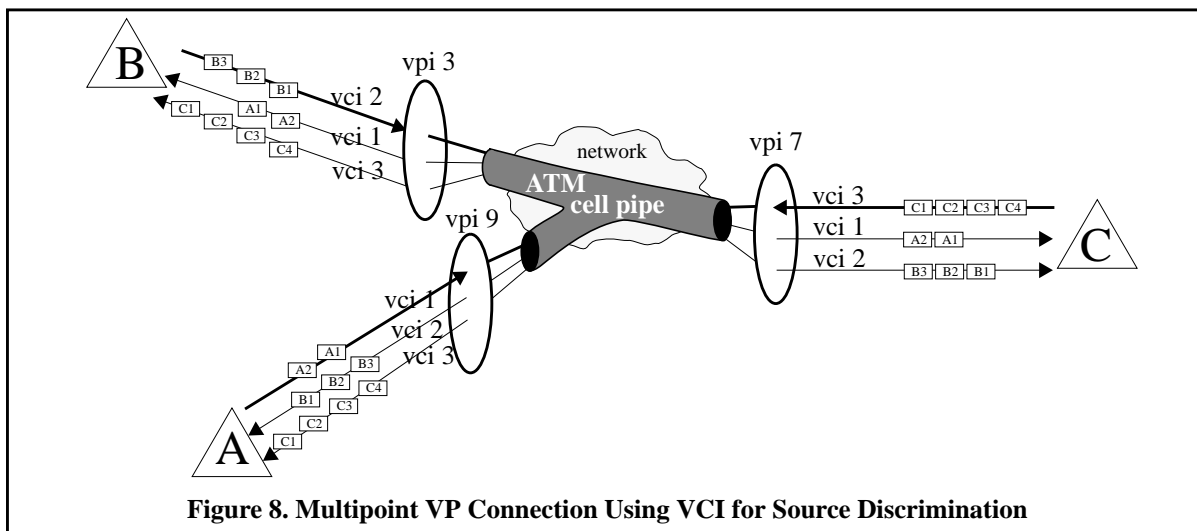 B
B3
B2
B1
vci 2
vpi 3
A1
A2
vci 1
C1
C2
C3
C4
vci 3
network
ATM
cell pipe
vpi 7
vci 3
C1 C2 C3 C4
vci 1
A2 A1
vci 2
B3 B2 B1
C
vpi 9
vci 1
vci 2
vci 3
A1
A2
B3
B2
B1
C4
C3
C2
C1
A
Figure 8. Multipoint VP Connection Using VCI for Source Discrimination